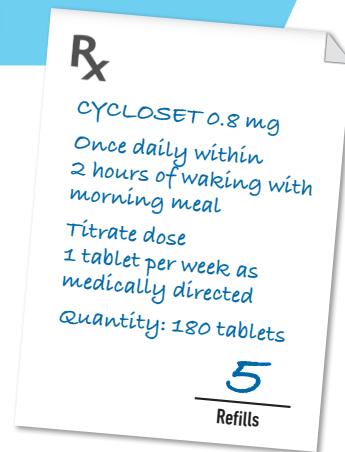 Rx
CYCLOSET 0.8 mg
Once daily within
2 hours of waking with
morning meal
Titrate dose
1 tablet per week as
medically directed
Quantity: 180 tablets
5
Refills